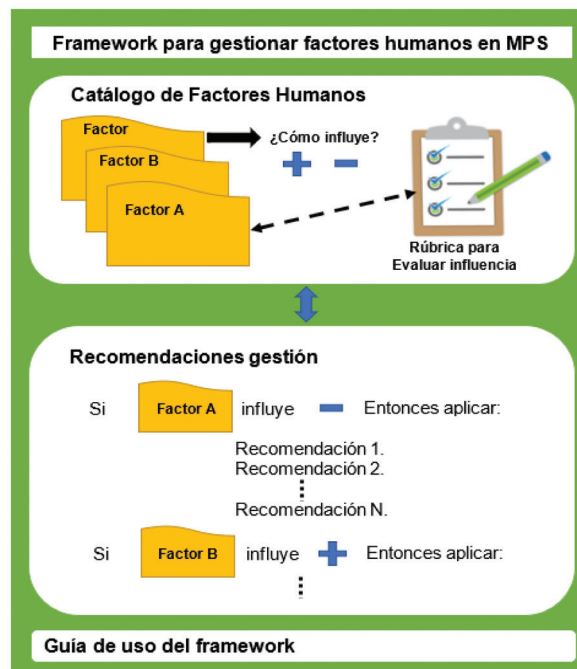 Framework para gestionar factores humanos en MPS
Catálogo de Factores Humanos
Factor
Factor B
Factor A
¿Cómo influye?
Rúbrica para
Evaluar influencia
Recomendaciones gestión
Si Factor A influye Entonces aplicar:
Recomendación 1.
Recomendación 2.
Recomendación N.
Si Factor B influye Entonces aplicar:
Guía de uso del framework